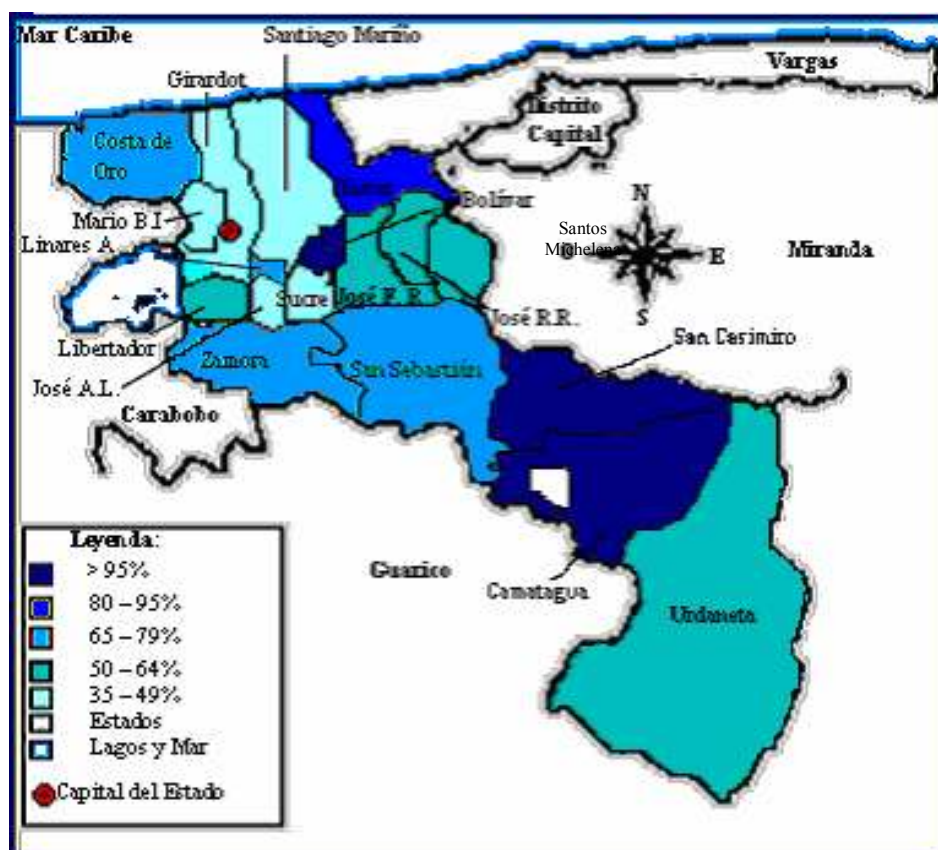 Mar Caribe
Santiago Mariño
Vargas
Girardot
Distrito
Capital
Costa de
Oro
Bolívar
Mario B.I
Santos
Michelena
N
Linares A.
E
Miranda
Sucre
José F. R.
José R.R.
S
Libertador
San Casimiro
Zamora
San Sebastián
José A.L.
Carabobo
Leyenda:
> 95%
80 – 95%
65 – 79%
50 – 64%
35 – 49%
Estados
Lagos y Mar
Capital del Estado
Guarico
Camatagua
Urdaneta